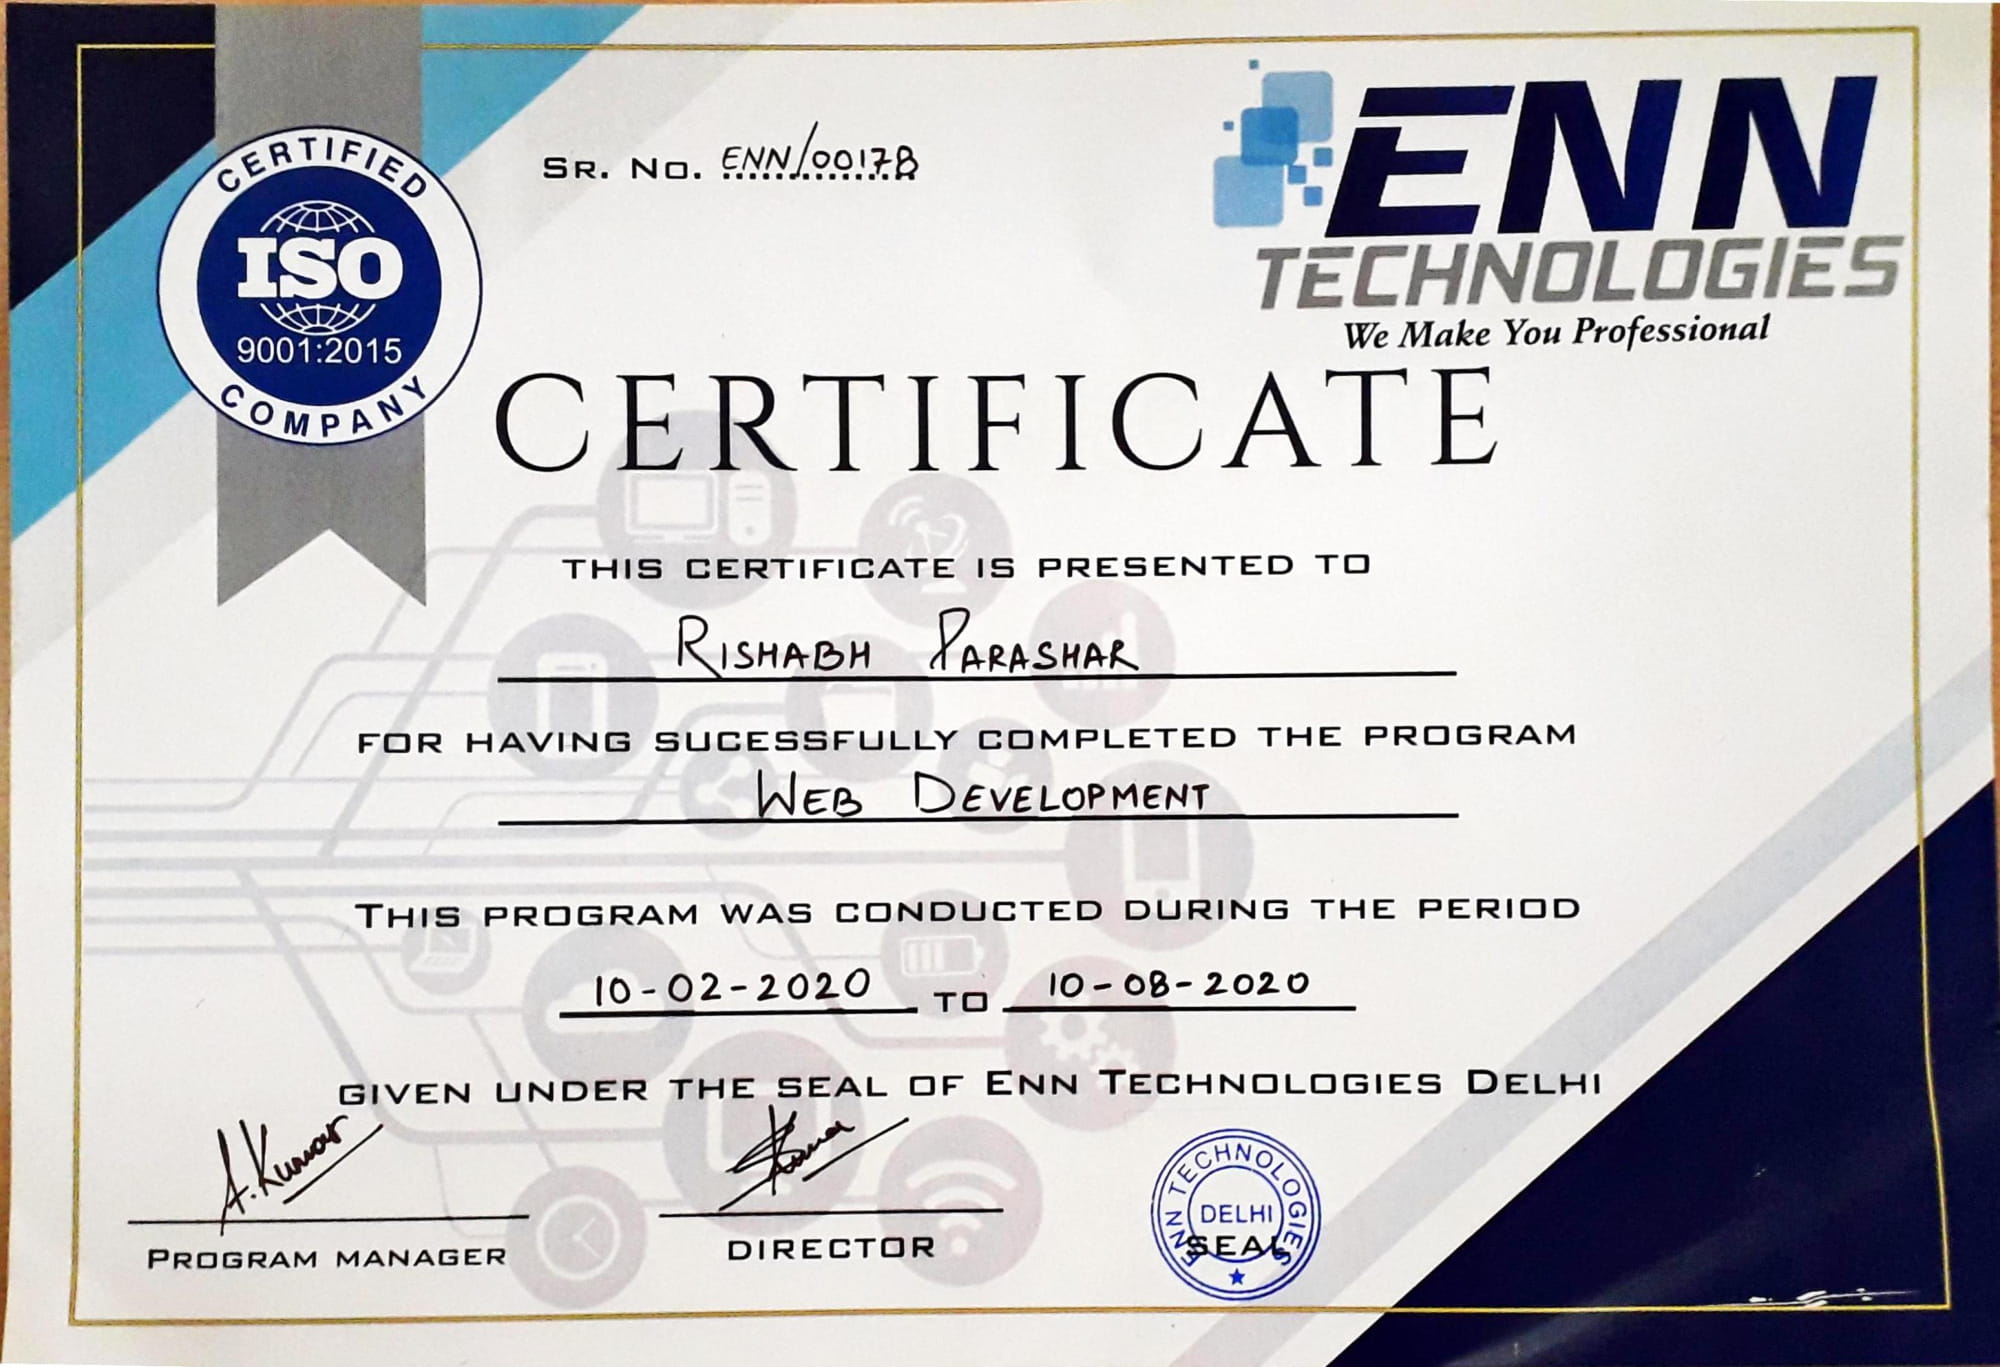 CERTIFIED
ISO
9001:2015
COMPANY
SR. NO. ENN/00178
ENN
TECHNOLOGIES
We Make You Professional
CERTIFICATE
THIS CERTIFICATE IS PRESENTED TO
RISHABH PARASHAR
FOR HAVING SUCESSFULLY COMPLETED THE PROGRAM
WEB DEVELOPMENT
THIS PROGRAM WAS CONDUCTED DURING THE PERIOD
10-02-2020 TO 10-08-2020
GIVEN UNDER THE SEAL OF ENN TECHNOLOGIES DELHI
A.Kumar
PROGRAM MANAGER
DIRECTOR
ENN TECHNOLOGIES
DELHI
SEAL